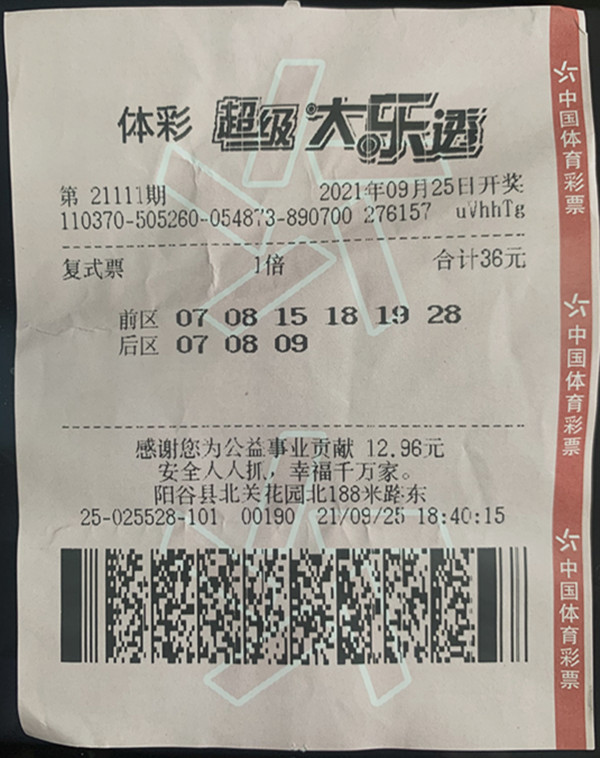 体彩 超级大乐透
第 21111期 2021年09月25日开奖
110370-505260-054873-890700 276157 uVhhTg
复式票 1倍 合计36元
前区 07 08 15 18 19 28
后区 07 08 09
感谢您为公益事业贡献 12.96元
安全人人抓，幸福千万家。
阳谷县北关花园北188米路东
25-025528-101 00190 21/09/25 18:40:15
中国体育彩票
中国体育彩票
中国体育彩票